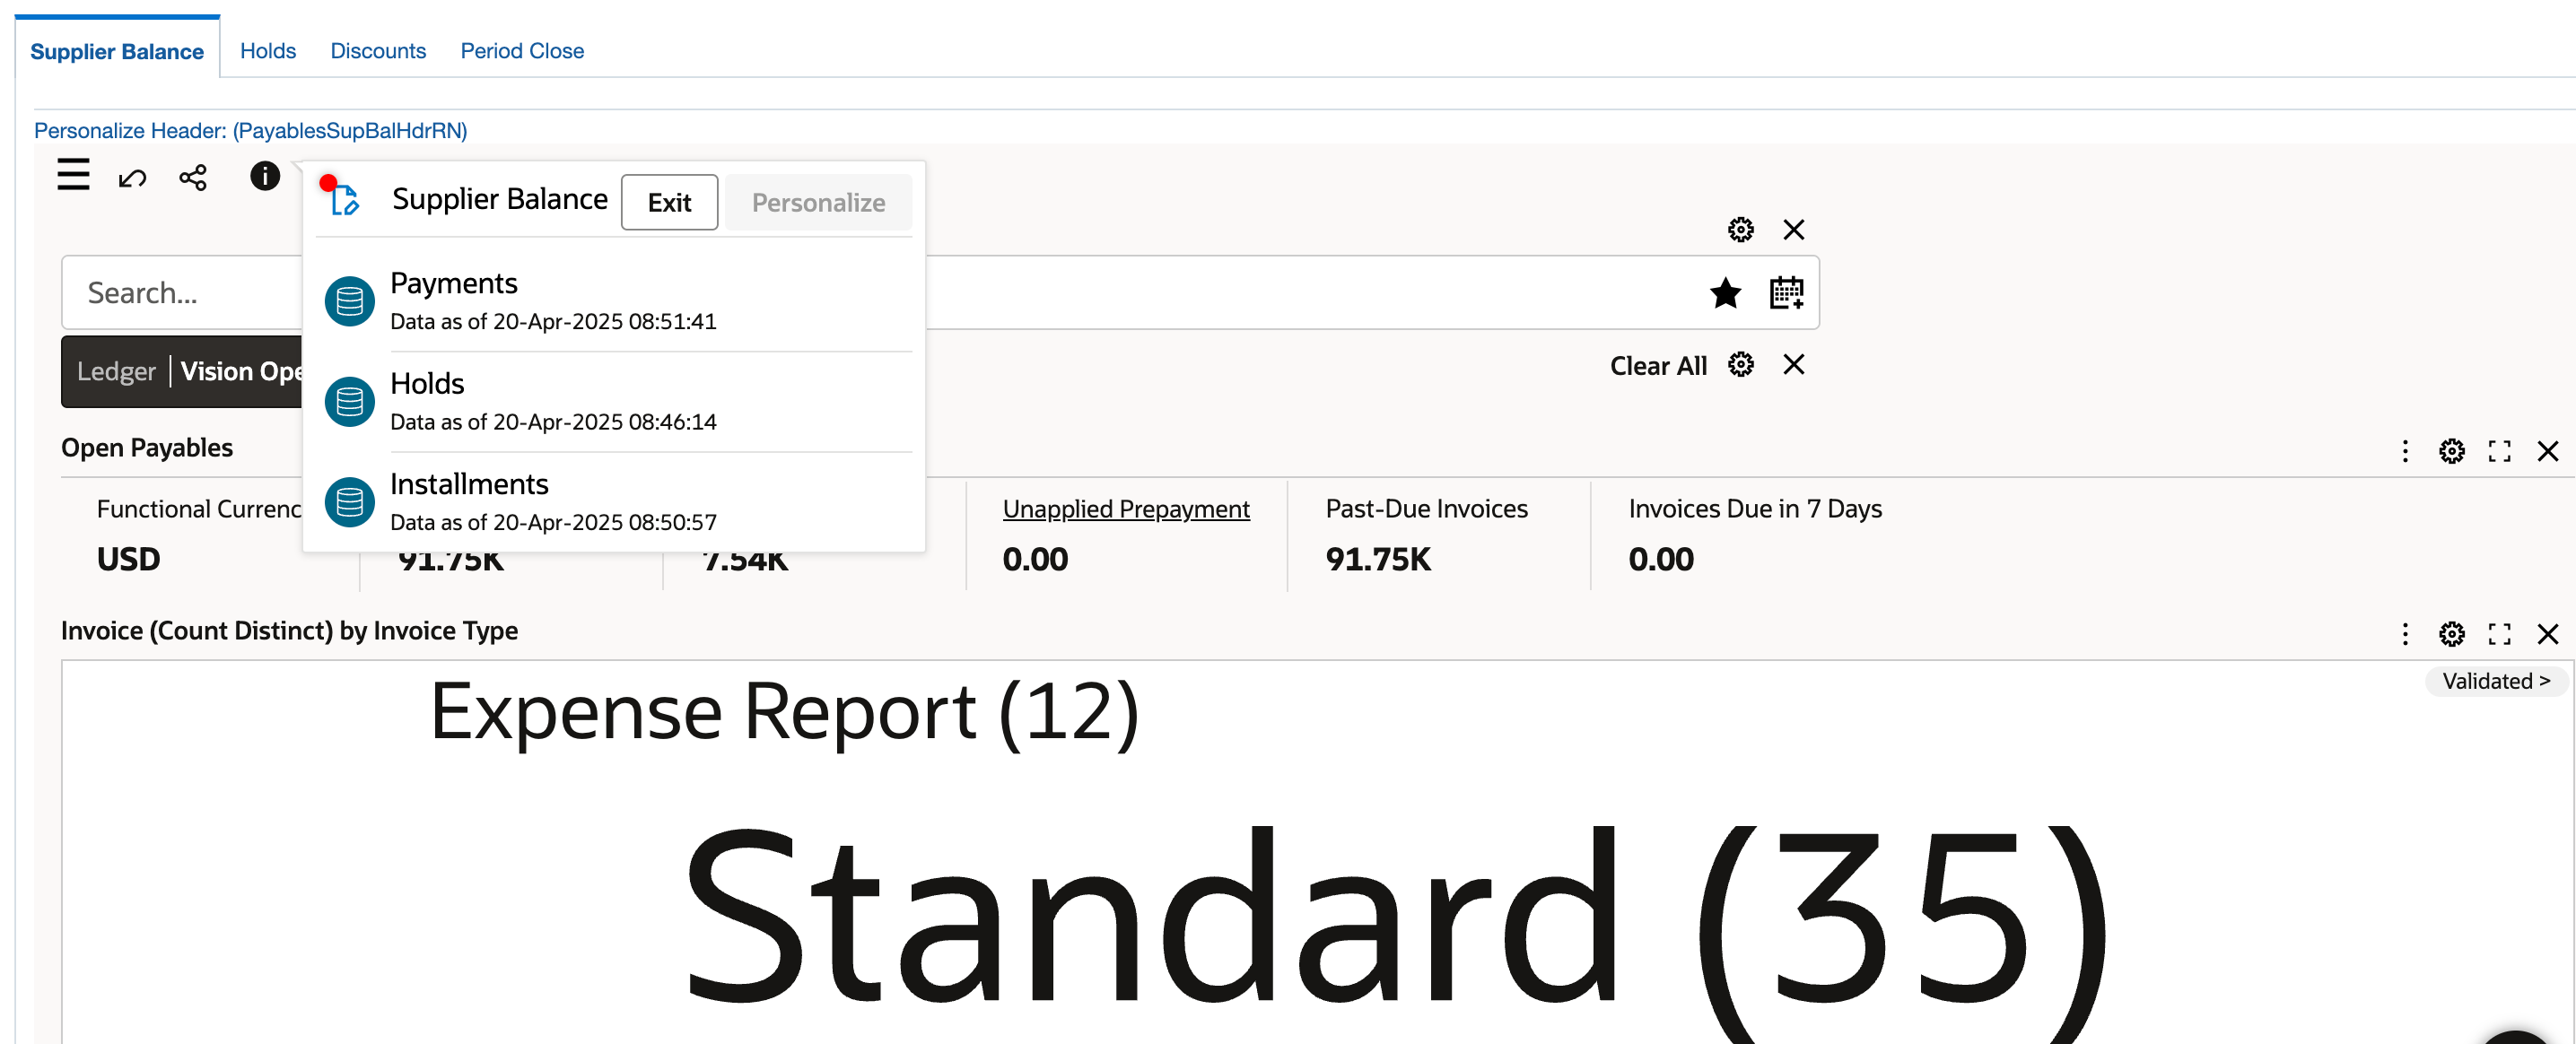 Supplier Balance Holds Discounts Period Close
Personalize Header: (PayablesSupBalHdrRN)
Supplier Balance Exit Personalize
Payments
Data as of 20-Apr-2025 08:51:41
Holds
Data as of 20-Apr-2025 08:46:14
Installments
Data as of 20-Apr-2025 08:50:57
Search...
Ledger Vision Ope
Clear All
Open Payables
Functional Currenc Unapplied Prepayment Past-Due Invoices Invoices Due in 7 Days
USD 91.75K 7.54K 0.00 91.75K 0.00
Invoice (Count Distinct) by Invoice Type
Validated >
Expense Report (12)
Standard (35)